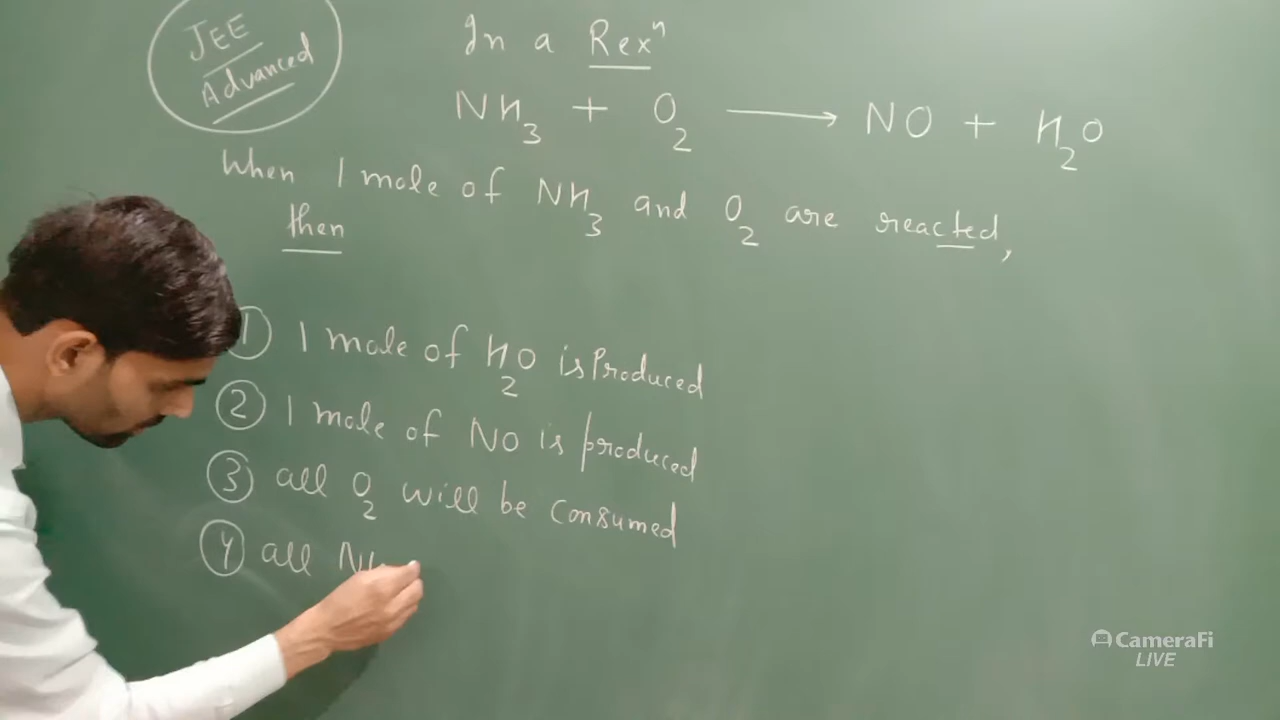 JEE
Advanced
In a Rexⁿ
NH₃ + O₂ ⟶ NO + H₂O
When 1 mole of NH₃ and O₂ are reacted,
then
① 1 mole of H₂O is Produced
② 1 mole of NO is produced
③ all O₂ will be consumed
④ all NH
CameraFi
LIVE